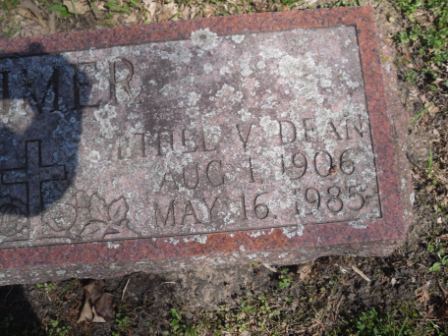 IMER
ETHEL V. DEAN
AUG 1, 1906
MAY 16, 1985